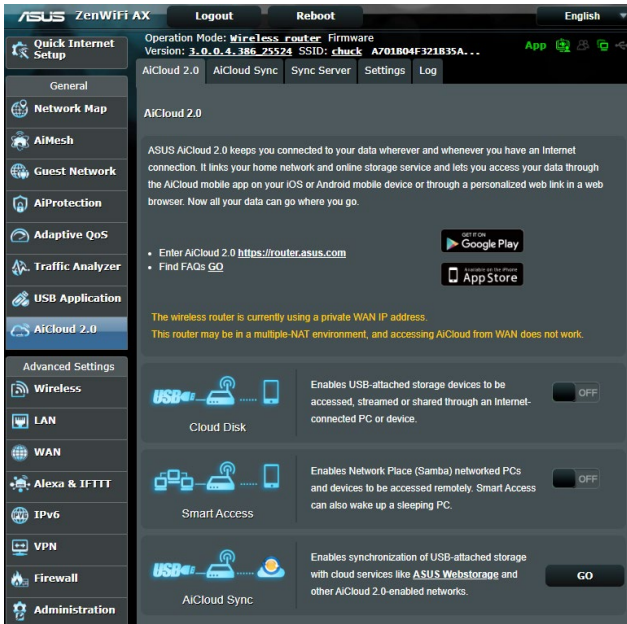 ASUS ZenWiFi AX Logout Reboot English
Quick Internet Setup
Operation Mode: Wireless router Firmware
Version: 3.0.0.4.386_25524 SSID: chuck A701B04F321B35A...
App
AiCloud 2.0 AiCloud Sync Sync Server Settings Log
General
Network Map
AiMesh
Guest Network
AiProtection
Adaptive QoS
Traffic Analyzer
USB Application
AiCloud 2.0
Advanced Settings
Wireless
LAN
WAN
Alexa & IFTTT
IPv6
VPN
Firewall
Administration
AiCloud 2.0
ASUS AiCloud 2.0 keeps you connected to your data wherever and whenever you have an Internet
connection. It links your home network and online storage service and lets you access your data through
the AiCloud mobile app on your iOS or Android mobile device or through a personalized web link in a web
browser. Now all your data can go where you go.
• Enter AiCloud 2.0 https://router.asus.com
• Find FAQs GO
GET IT ON
Google Play
Available on the iPhone
App Store
The wireless router is currently using a private WAN IP address.
This router may be in a multiple-NAT environment, and accessing AiCloud from WAN does not work.
USB
Cloud Disk
Enables USB-attached storage devices to be
accessed, streamed or shared through an Internet-
connected PC or device.
OFF
Smart Access
Enables Network Place (Samba) networked PCs
and devices to be accessed remotely. Smart Access
can also wake up a sleeping PC.
OFF
USB
AiCloud Sync
Enables synchronization of USB-attached storage
with cloud services like ASUS Webstorage and
other AiCloud 2.0-enabled networks.
GO